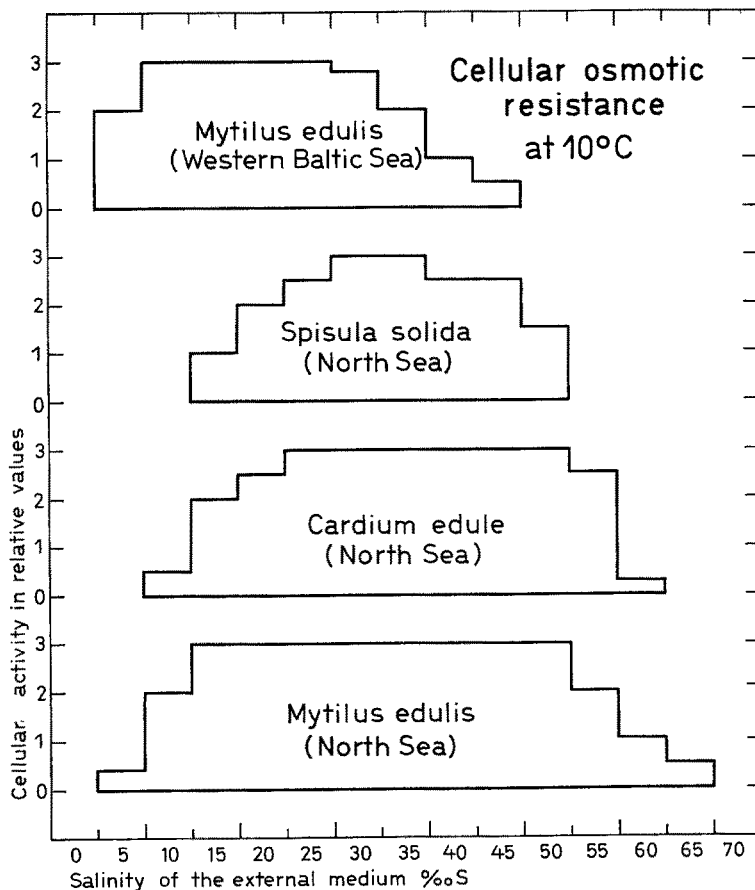 Cellular osmotic
resistance
at 10°C
3
2
1
0
Mytilus edulis
(Western Baltic Sea)
3
2
1
0
Spisula solida
(North Sea)
3
2
1
0
Cardium edule
(North Sea)
3
2
1
0
Mytilus edulis
(North Sea)
Cellular activity in relative values
0 5 10 15 20 25 30 35 40 45 50 55 60 65 70
Salinity of the external medium ‰S